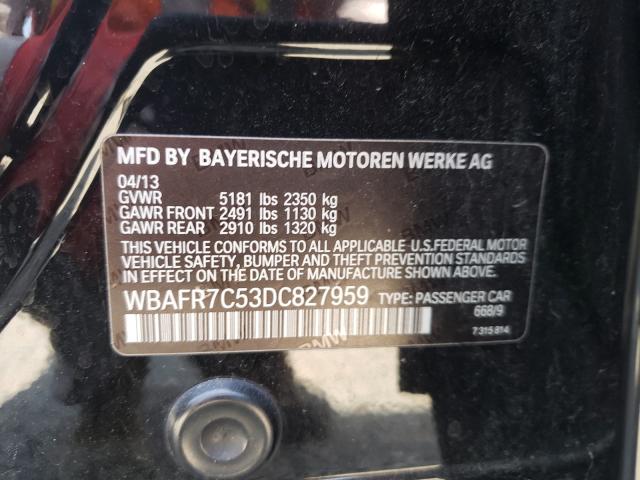 MFD BY BAYERISCHE MOTOREN WERKE AG
04/13
GVWR 5181 lbs 2350 kg
GAWR FRONT 2491 lbs 1130 kg
GAWR REAR 2910 lbs 1320 kg
THIS VEHICLE CONFORMS TO ALL APPLICABLE U.S.FEDERAL MOTOR
VEHICLE SAFETY, BUMPER AND THEFT PREVENTION STANDARDS
IN EFFECT ON THE DATE OF MANUFACTURE SHOWN ABOVE.
WBAFR7C53DC827959 TYPE: PASSENGER CAR
668/9
7 315 814